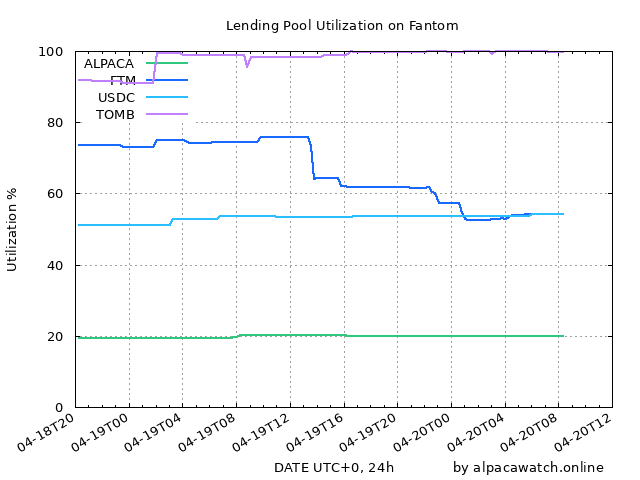 Lending Pool Utilization on Fantom
100
80
60
40
20
0
Utilization %
ALPACA
FTM
USDC
TOMB
04-18T20
04-19T00
04-19T04
04-19T08
04-19T12
04-19T16
04-19T20
04-20T00
04-20T04
04-20T08
04-20T12
DATE UTC+0, 24h
by alpacawatch.online